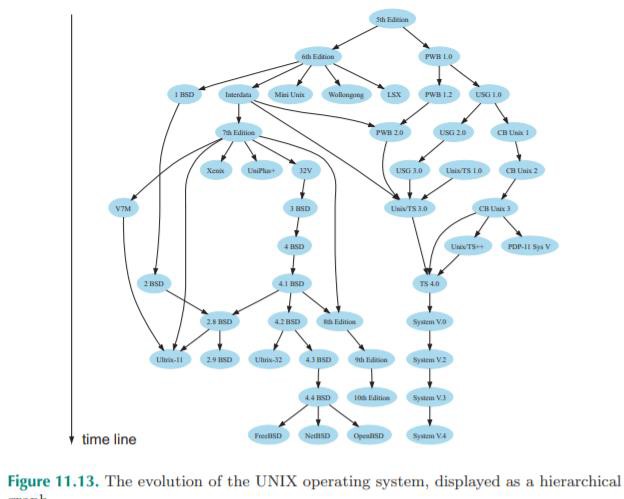 5th Edition
6th Edition
PWB 1.0
1 BSD
Interdata
Mini Unix
Wollongong
LSX
PWB 1.2
USG 1.0
7th Edition
PWB 2.0
USG 2.0
CB Unix 1
Xenix
UniPlus+
32V
USG 3.0
Unix/TS 1.0
CB Unix 2
V7M
3 BSD
Unix/TS 3.0
CB Unix 3
4 BSD
Unix/TS++
PDP-11 Sys V
2 BSD
4.1 BSD
TS 4.0
2.8 BSD
4.2 BSD
8th Edition
System V.0
Ultrix-11
2.9 BSD
Ultrix-32
4.3 BSD
9th Edition
System V.2
4.4 BSD
10th Edition
System V.3
FreeBSD
NetBSD
OpenBSD
System V.4
time line
Figure 11.13. The evolution of the UNIX operating system, displayed as a hierarchical